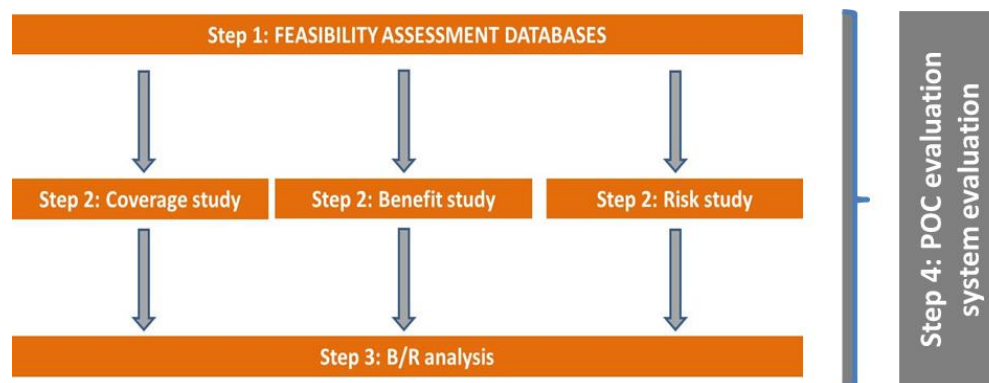 Step 1: FEASIBILITY ASSESSMENT DATABASES
Step 2: Coverage study
Step 2: Benefit study
Step 2: Risk study
Step 3: B/R analysis
Step 4: POC evaluation
system evaluation